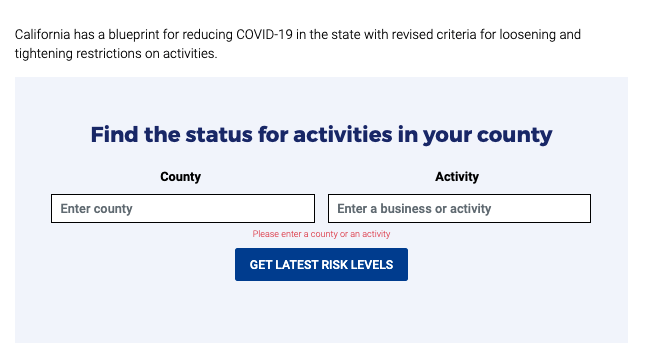 California has a blueprint for reducing COVID-19 in the state with revised criteria for loosening and
tightening restrictions on activities.
Find the status for activities in your county
County
Activity
Enter county
Enter a business or activity
Please enter a county or an activity
GET LATEST RISK LEVELS